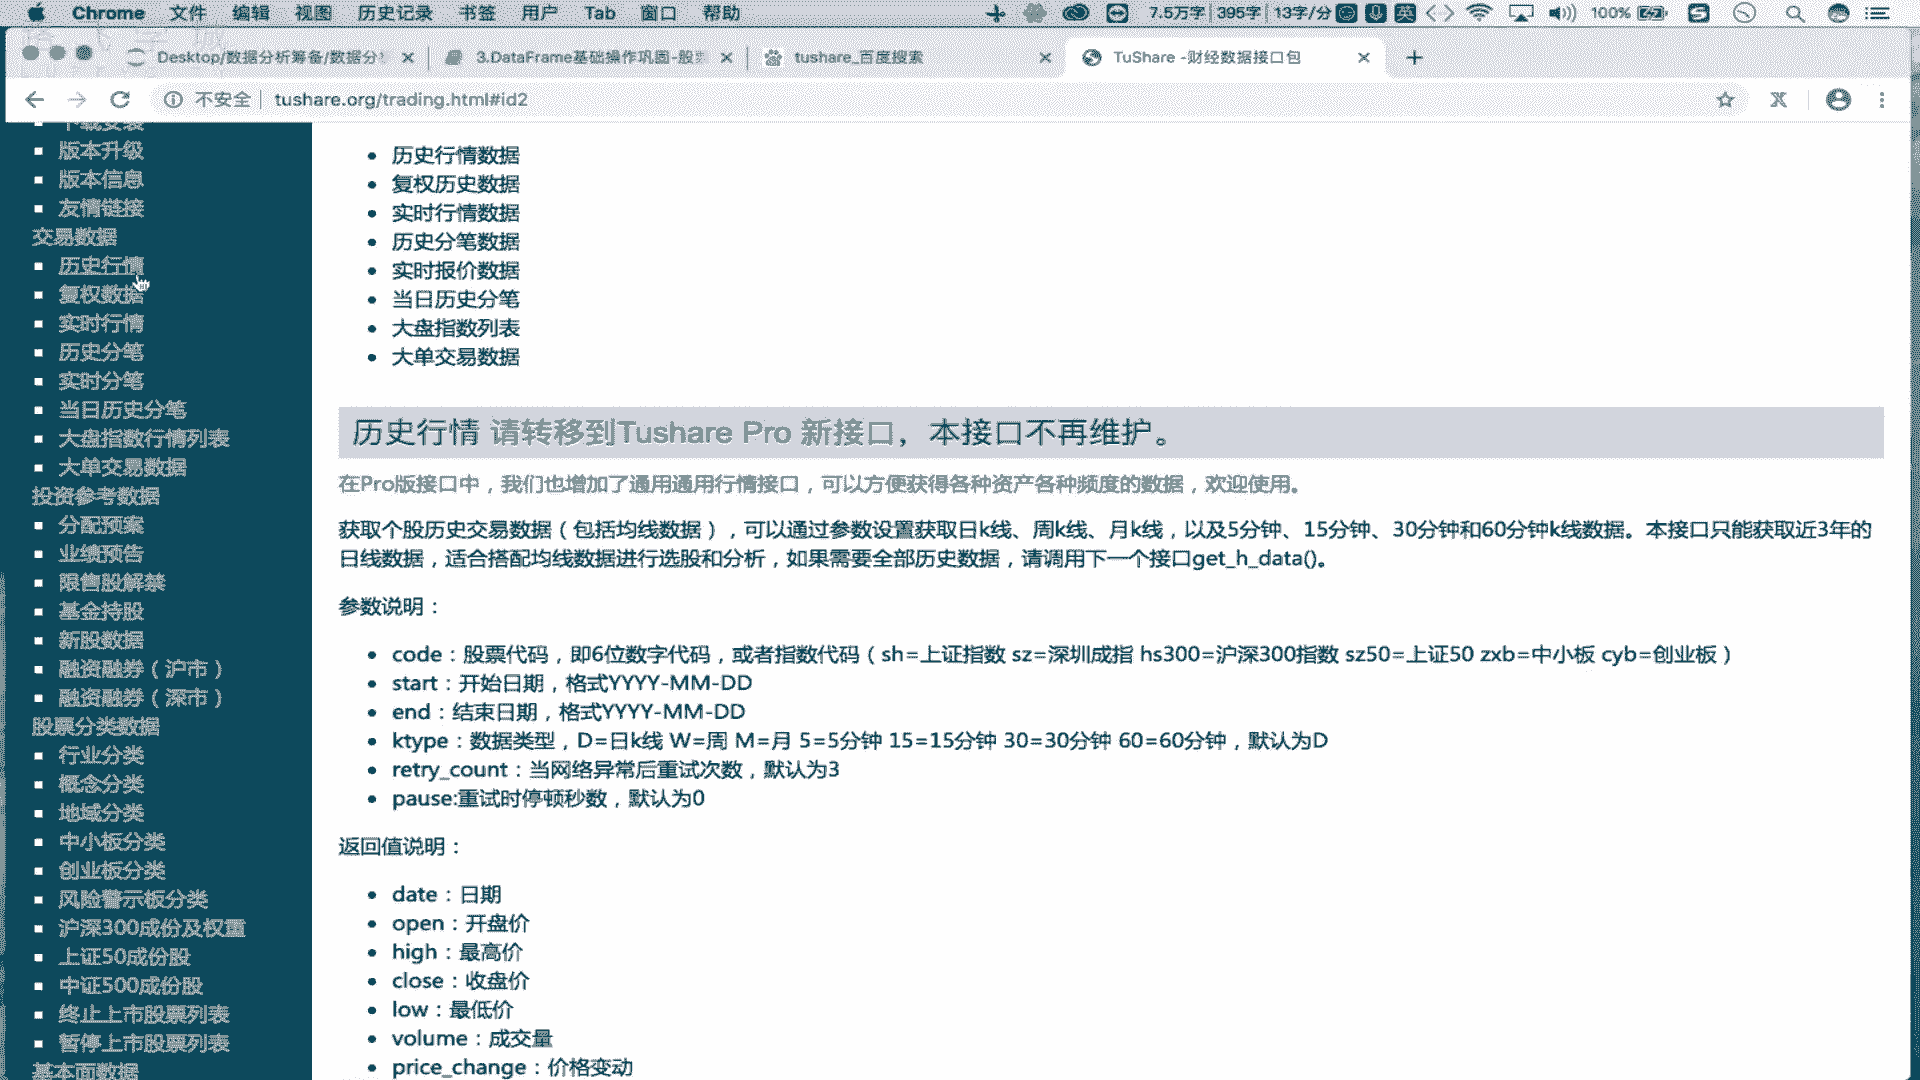 Chrome 文件 编辑 视图 历史记录 书签 用户 Tab 窗口 帮助 7.5万字 395字 13字/分 英 100%
Desktop/数据分析筹备/数据分析
3.DataFrame基础操作巩固-股票
tushare_百度搜索
TuShare -财经数据接口包
不安全 tushare.org/trading.html#id2
下载安装
版本升级
版本信息
友情链接
交易数据
历史行情
复权数据
实时行情
历史分笔
实时分笔
当日历史分笔
大盘指数行情列表
大单交易数据
投资参考数据
分配预案
业绩预告
限售股解禁
基金持股
新股数据
融资融券（沪市）
融资融券（深市）
股票分类数据
行业分类
概念分类
地域分类
中小板分类
创业板分类
风险警示板分类
沪深300成份及权重
上证50成份股
中证500成份股
终止上市股票列表
暂停上市股票列表
基本面数据
历史行情数据
复权历史数据
实时行情数据
历史分笔数据
实时报价数据
当日历史分笔
大盘指数列表
大单交易数据
历史行情 请转移到Tushare Pro 新接口，本接口不再维护。
在Pro版接口中，我们也增加了通用通用行情接口，可以方便获得各种资产各种频度的数据，欢迎使用。
获取个股历史交易数据（包括均线数据），可以通过参数设置获取日k线、周k线、月k线，以及5分钟、15分钟、30分钟和60分钟k线数据。本接口只能获取近3年的
日线数据，适合搭配均线数据进行选股和分析，如果需要全部历史数据，请调用下一个接口get_h_data()。
参数说明：
code：股票代码，即6位数字代码，或者指数代码（sh=上证指数 sz=深圳成指 hs300=沪深300指数 sz50=上证50 zxb=中小板 cyb=创业板）
start：开始日期，格式YYYY-MM-DD
end：结束日期，格式YYYY-MM-DD
ktype：数据类型，D=日k线 W=周 M=月 5=5分钟 15=15分钟 30=30分钟 60=60分钟，默认为D
retry_count：当网络异常后重试次数，默认为3
pause:重试时停顿秒数，默认为0
返回值说明：
date：日期
open：开盘价
high：最高价
close：收盘价
low：最低价
volume：成交量
price_change：价格变动